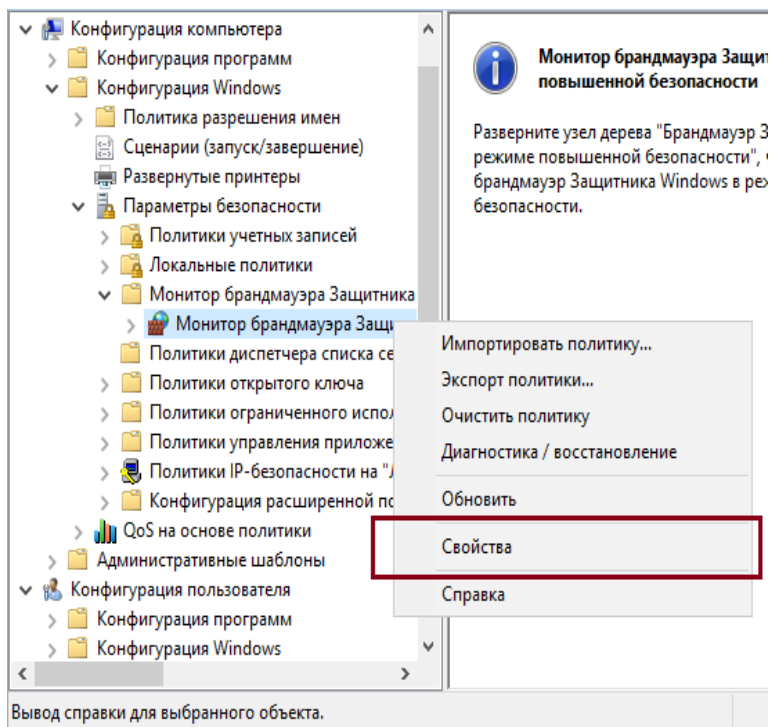 Конфигурация компьютера
Конфигурация программ
Конфигурация Windows
Политика разрешения имен
Сценарии (запуск/завершение)
Развернутые принтеры
Параметры безопасности
Политики учетных записей
Локальные политики
Монитор брандмауэра Защитника
Монитор брандмауэра Защи
Политики диспетчера списка се
Политики открытого ключа
Политики ограниченного испол
Политики управления приложе
Политики IP-безопасности на "Л
Конфигурация расширенной по
QoS на основе политики
Административные шаблоны
Конфигурация пользователя
Конфигурация программ
Конфигурация Windows
Импортировать политику...
Экспорт политики...
Очистить политику
Диагностика / восстановление
Обновить
Свойства
Справка
Монитор брандмауэра Защит
повышенной безопасности
Разверните узел дерева "Брандмауэр З
режиме повышенной безопасности",
брандмауэр Защитника Windows в реж
безопасности.
Вывод справки для выбранного объекта.